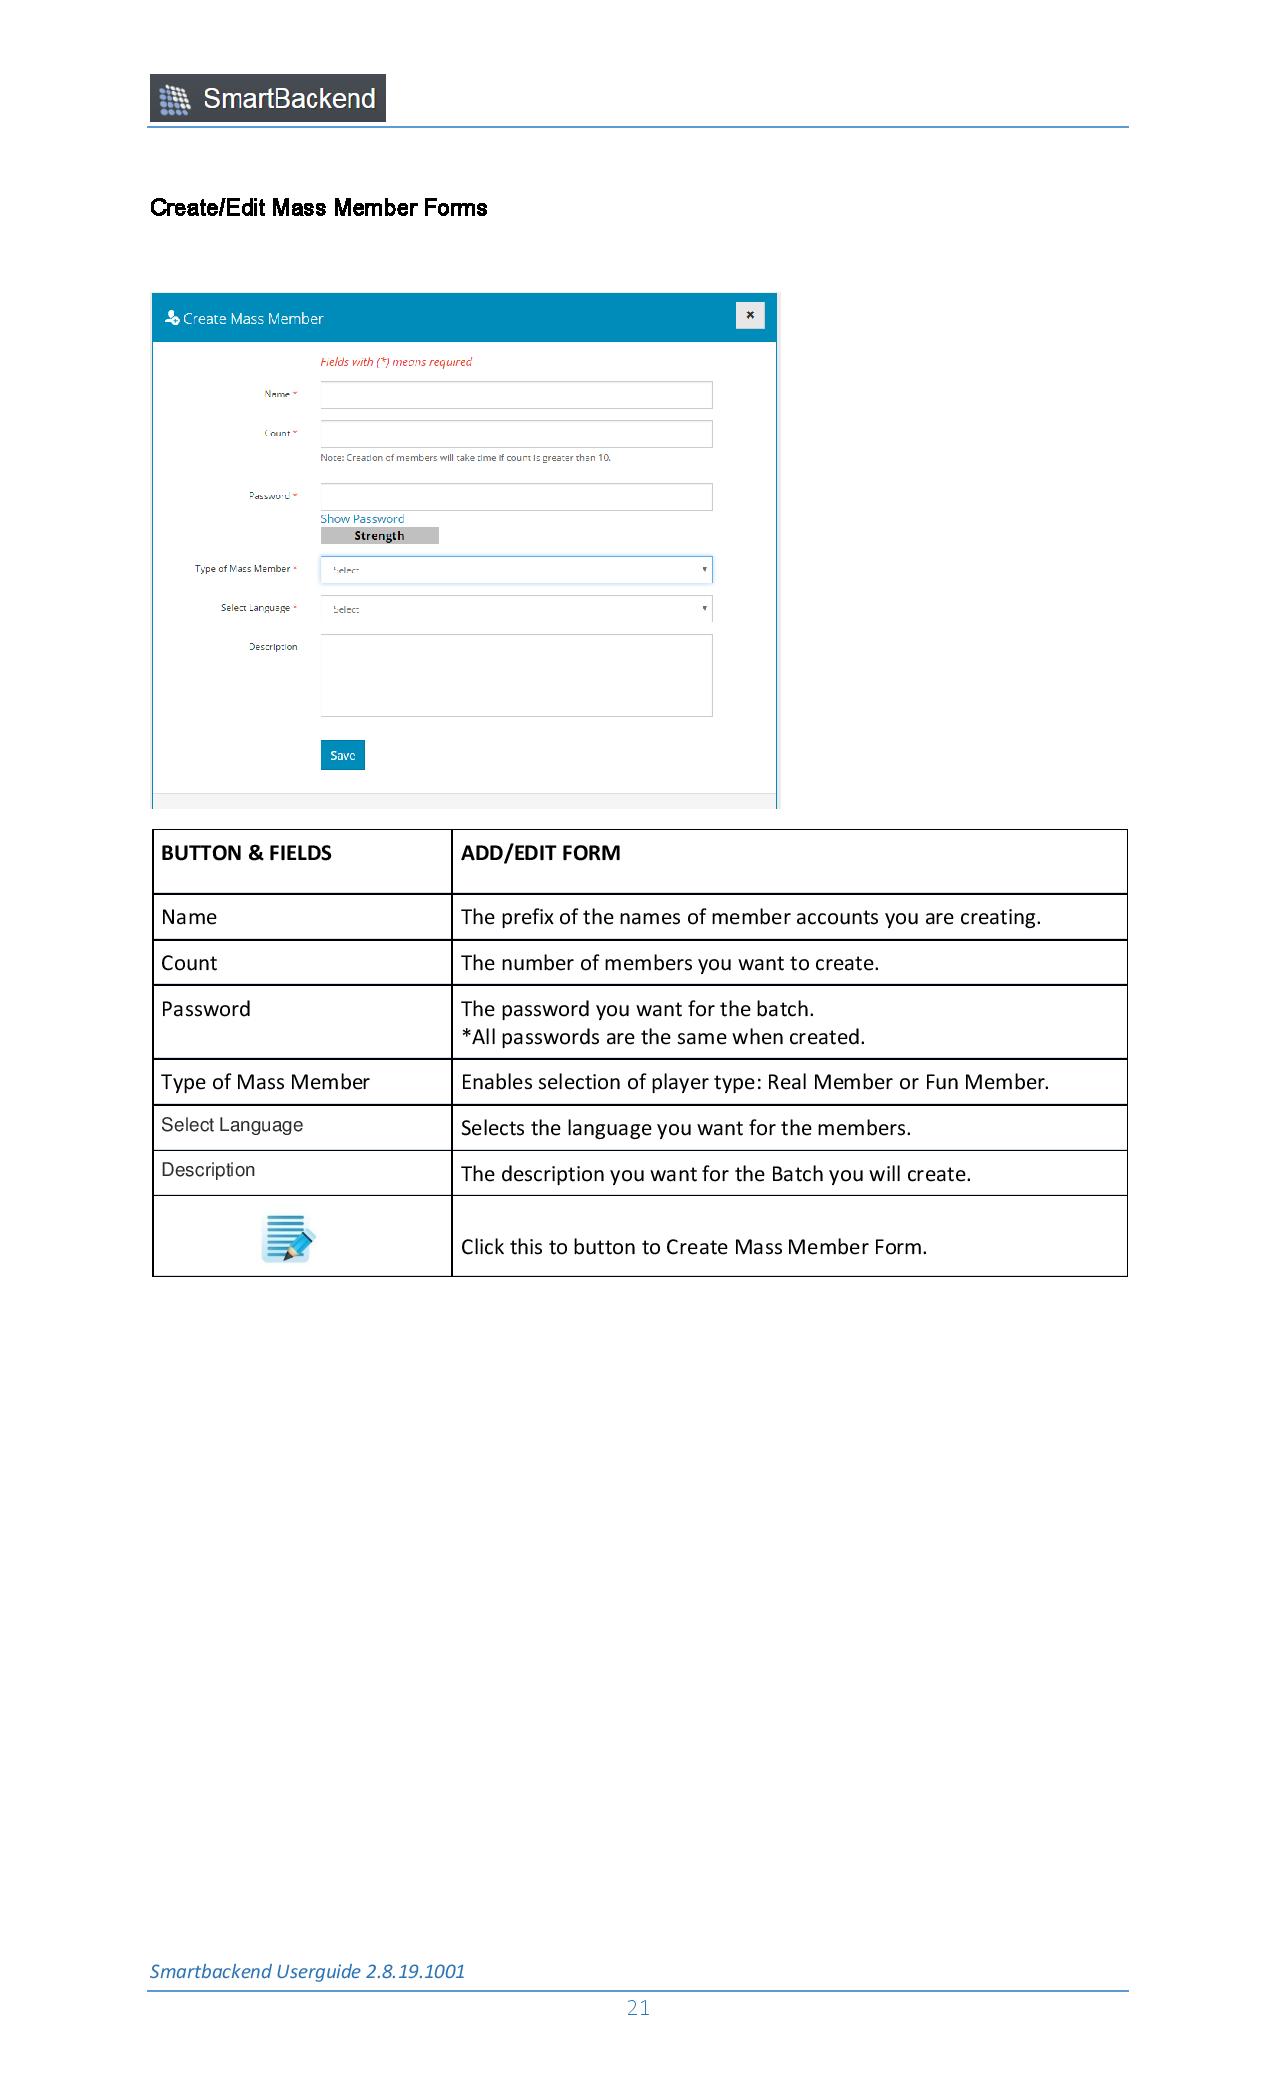 SmartBackend
Create/Edit Mass Member Forms
Create Mass Member
×
Fields with (*) means required
Name *
Count *
Note: Creation of members will take time if count is greater than 10.
Password *
Show Password
Strength
Type of Mass Member *
Select
Select Language *
Select
Description
Save
BUTTON & FIELDS ADD/EDIT FORM
Name The prefix of the names of member accounts you are creating.
Count The number of members you want to create.
Password The password you want for the batch.
*All passwords are the same when created.
Type of Mass Member Enables selection of player type: Real Member or Fun Member.
Select Language Selects the language you want for the members.
Description The description you want for the Batch you will create.
Click this to button to Create Mass Member Form.
Smartbackend Userguide 2.8.19.1001
21